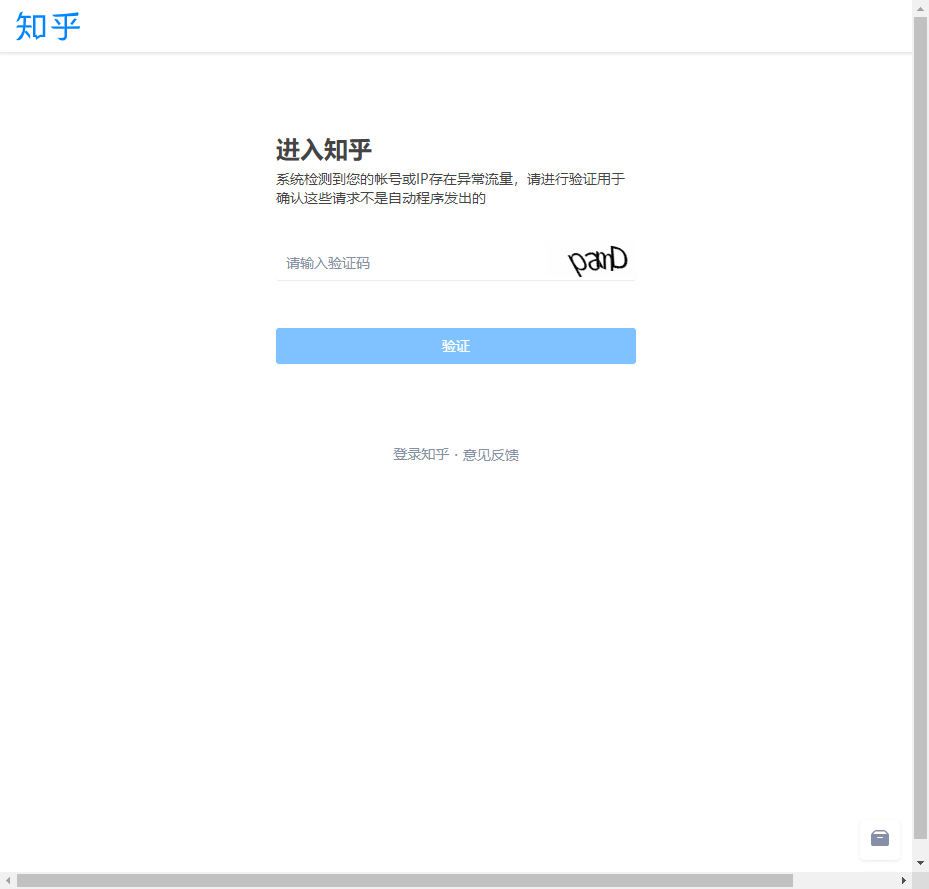 知乎
进入知乎
系统检测到您的帐号或IP存在异常流量，请进行验证用于
确认这些请求不是自动程序发出的
请输入验证码
验证
登录知乎 · 意见反馈